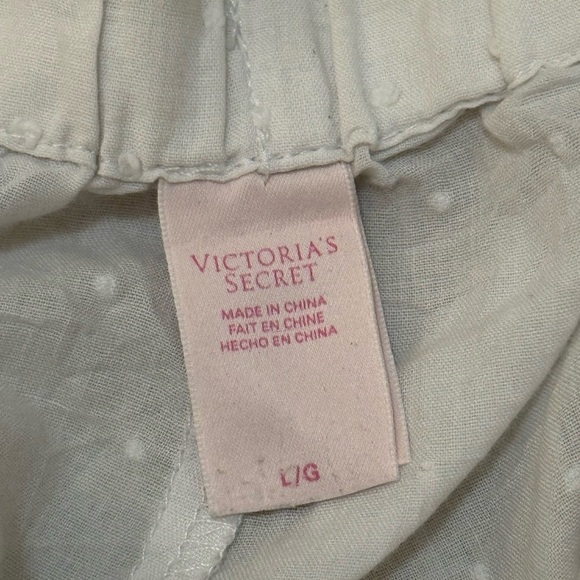 VICTORIA'S
SECRET
MADE IN CHINA
FAIT EN CHINE
HECHO EN CHINA
L/G